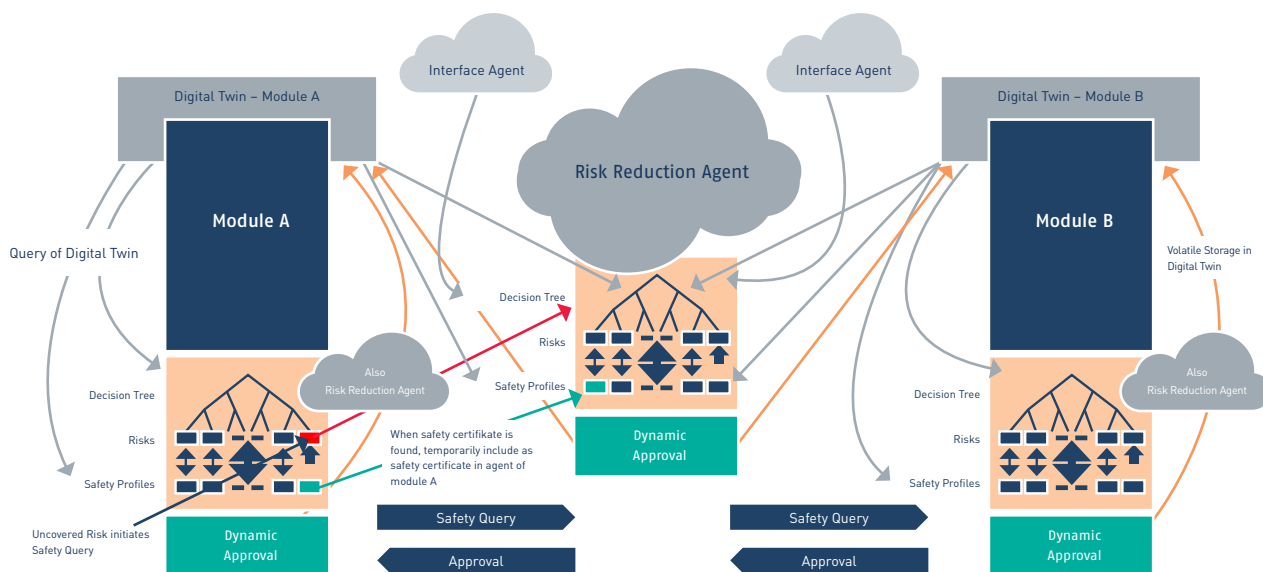 Interface Agent
Interface Agent
Digital Twin – Module A
Digital Twin – Module B
Risk Reduction Agent
Module A
Module B
Query of Digital Twin
Volatile Storage in
Digital Twin
Decision Tree
Risks
Safety Profiles
Also
Risk Reduction Agent
Also
Risk Reduction Agent
Decision Tree
Risks
Safety Profiles
Decision Tree
Risks
Safety Profiles
When safety certifikate is
found, temporarily include as
safety certificate in agent of
module A
Dynamic
Approval
Uncovered Risk initiates
Safety Query
Dynamic
Approval
Safety Query
Approval
Safety Query
Approval
Dynamic
Approval